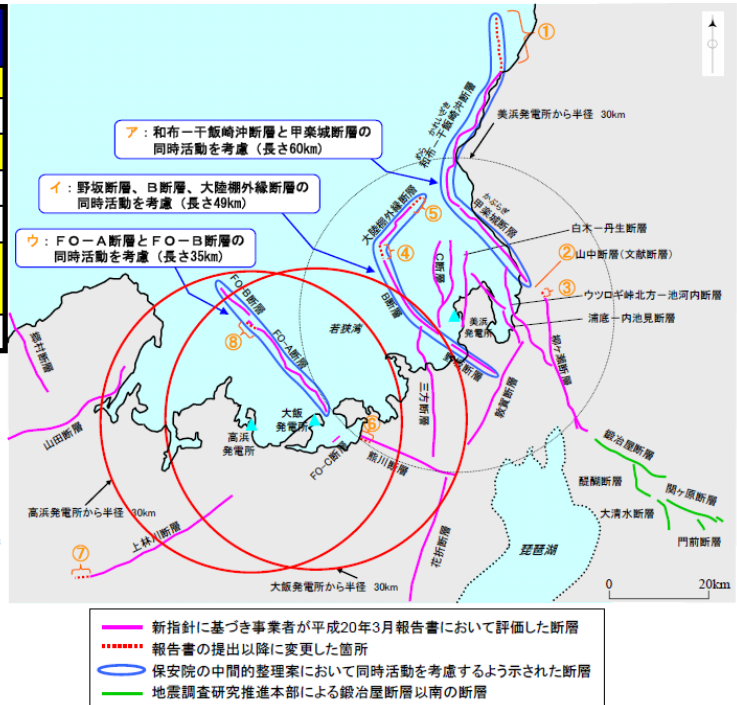 ①
美浜発電所から半径 30km
かれいざき
和布－干飯崎沖断層
ア：和布－干飯崎沖断層と甲楽城断層の
同時活動を考慮（長さ60km）
イ：野坂断層、Ｂ断層、大陸棚外縁断層の
同時活動を考慮（長さ49km）
ウ：ＦＯ－Ａ断層とＦＯ－Ｂ断層の
同時活動を考慮（長さ35km）
かぶらぎ
甲楽城断層
大陸棚外縁断層
⑤
④
白木－丹生断層
②
山中断層(文献断層)
③
C断層
B断層
ウツロギ峠北方－池河内断層
浦底－内池見断層
美浜
発電所
FO-B断層
⑧
FO-A断層
若狭湾
柳ヶ瀬断層
郷村断層
山田断層
三方断層
敦賀断層
大飯
発電所
高浜
発電所
⑥
FO-C断層
熊川断層
鍛冶屋断層
醍醐断層
関ヶ原断層
大清水断層
門前断層
高浜発電所から半径 30km
上林川断層
⑦
花折断層
琵琶湖
大飯発電所から半径 30km
0
20km
新指針に基づき事業者が平成20年3月報告書において評価した断層
報告書の提出以降に変更した箇所
保安院の中間的整理案において同時活動を考慮するよう示された断層
地震調査研究推進本部による鍛冶屋断層以南の断層